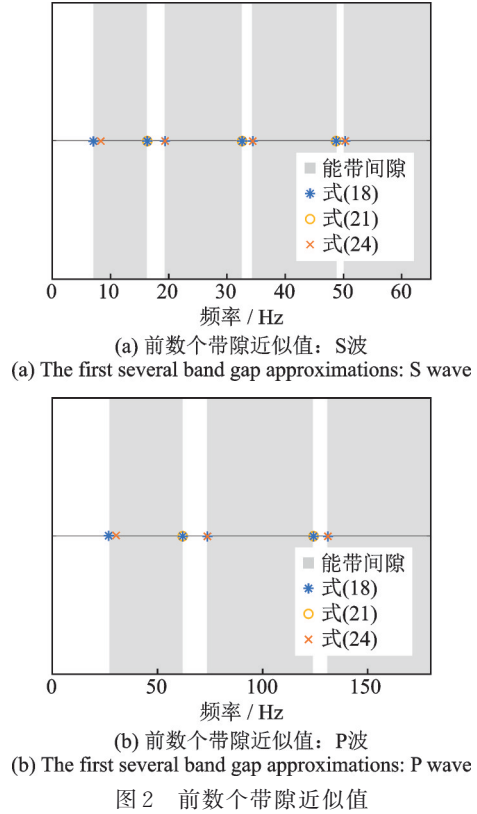 能带间隙
式(18)
式(21)
式(24)
0 10 20 30 40 50 60
频率 / Hz
(a) 前数个带隙近似值：S波
(a) The first several band gap approximations: S wave
能带间隙
式(18)
式(21)
式(24)
0 50 100 150
频率 / Hz
(b) 前数个带隙近似值：P波
(b) The first several band gap approximations: P wave
图2 前数个带隙近似值